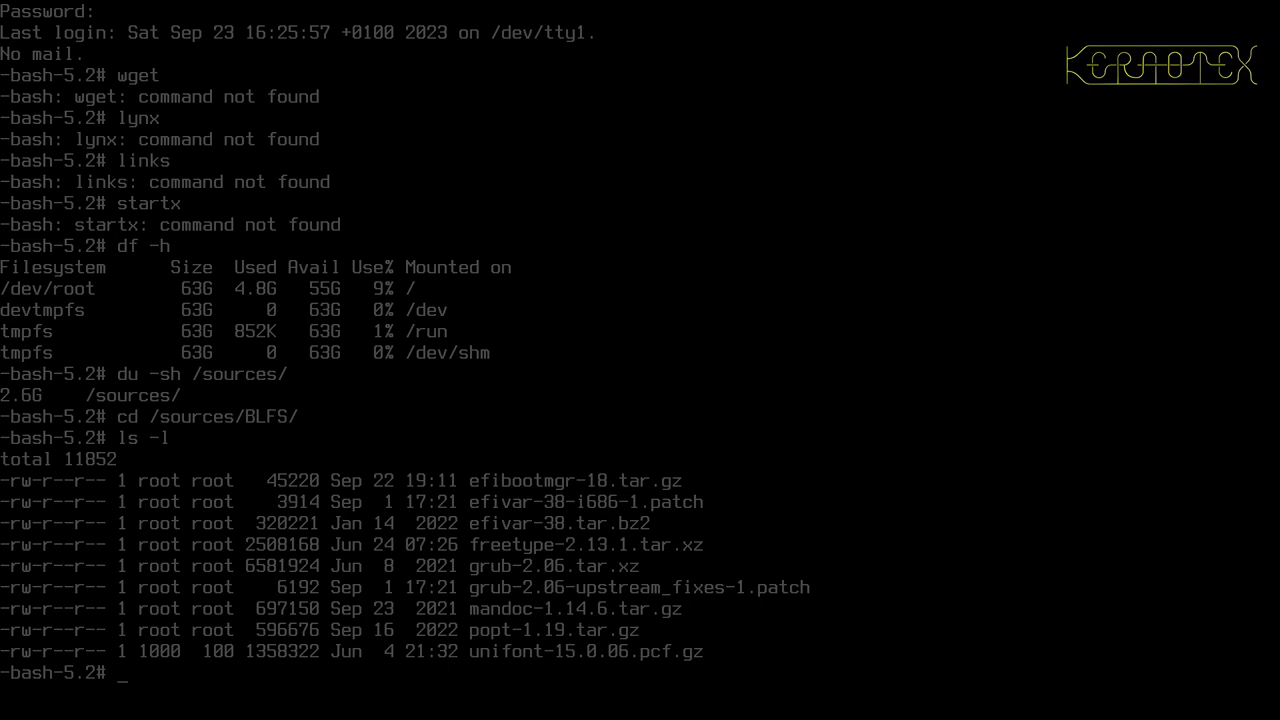 Password:
Last login: Sat Sep 23 16:25:57 +0100 2023 on /dev/tty1.
No mail.
-bash-5.2# wget
-bash: wget: command not found
-bash-5.2# lynx
-bash: lynx: command not found
-bash-5.2# links
-bash: links: command not found
-bash-5.2# startx
-bash: startx: command not found
-bash-5.2# df -h
Filesystem      Size  Used Avail Use% Mounted on
/dev/root        63G  4.8G   55G   9% /
devtmpfs         63G     0   63G   0% /dev
tmpfs            63G  852K   63G   1% /run
tmpfs            63G     0   63G   0% /dev/shm
-bash-5.2# du -sh /sources/
2.6G    /sources/
-bash-5.2# cd /sources/BLFS/
-bash-5.2# ls -l
total 11852
-rw-r--r-- 1 root root   45220 Sep 22 19:11 efibootmgr-18.tar.gz
-rw-r--r-- 1 root root    3914 Sep  1 17:21 efivar-38-i686-1.patch
-rw-r--r-- 1 root root  320221 Jan 14  2022 efivar-38.tar.bz2
-rw-r--r-- 1 root root 2508168 Jun 24 07:26 freetype-2.13.1.tar.xz
-rw-r--r-- 1 root root 6581924 Jun  8  2021 grub-2.06.tar.xz
-rw-r--r-- 1 root root    6192 Sep  1 17:21 grub-2.06-upstream_fixes-1.patch
-rw-r--r-- 1 root root  697150 Sep 23  2021 mandoc-1.14.6.tar.gz
-rw-r--r-- 1 root root  596676 Sep 16  2022 popt-1.19.tar.gz
-rw-r--r-- 1 1000  100 1358322 Jun  4 21:32 unifont-15.0.06.pcf.gz
-bash-5.2# _